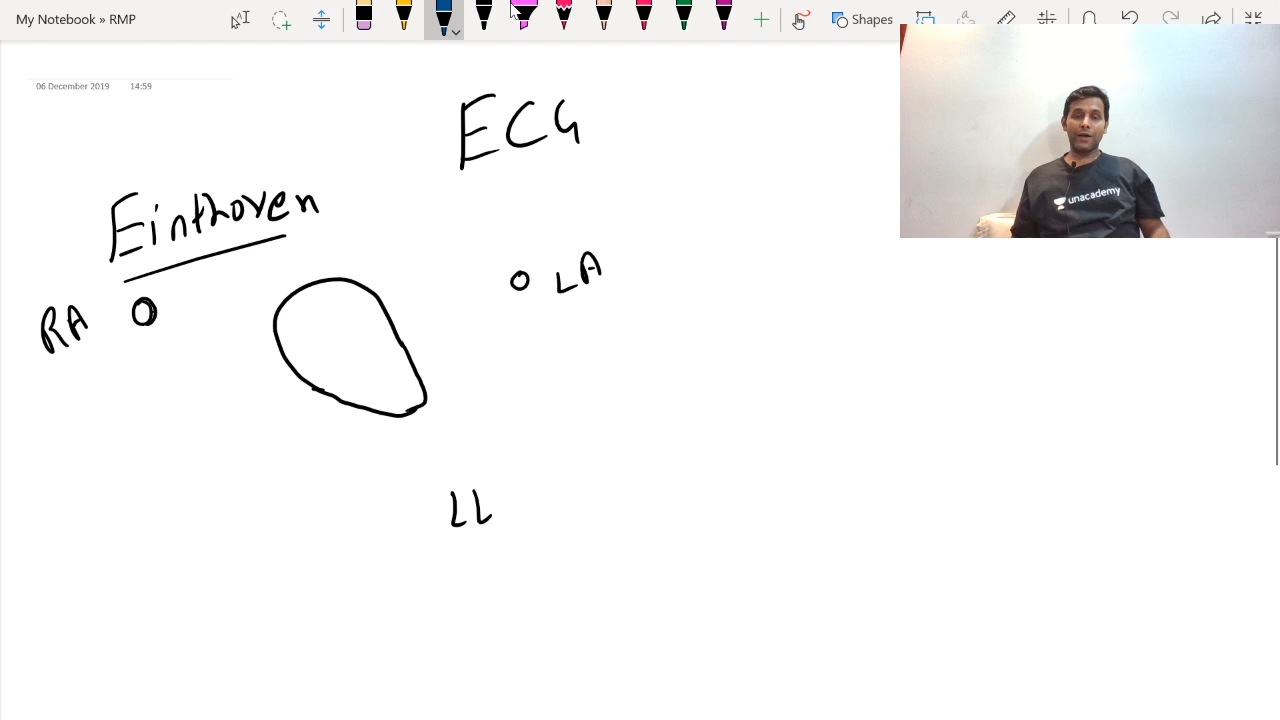 My Notebook » RMP
Shapes
06 December 2019 14:59
ECG
unacademy
Einthoven
LA
RA
LL